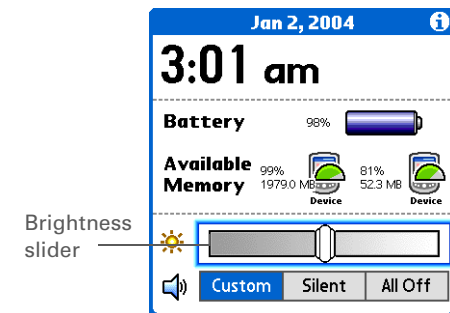 Jan 2, 2004
3:01 am
Battery 98%
Available Memory 99% 1979.0 MB Device 81% 52.3 MB Device
Brightness slider
Custom Silent All Off